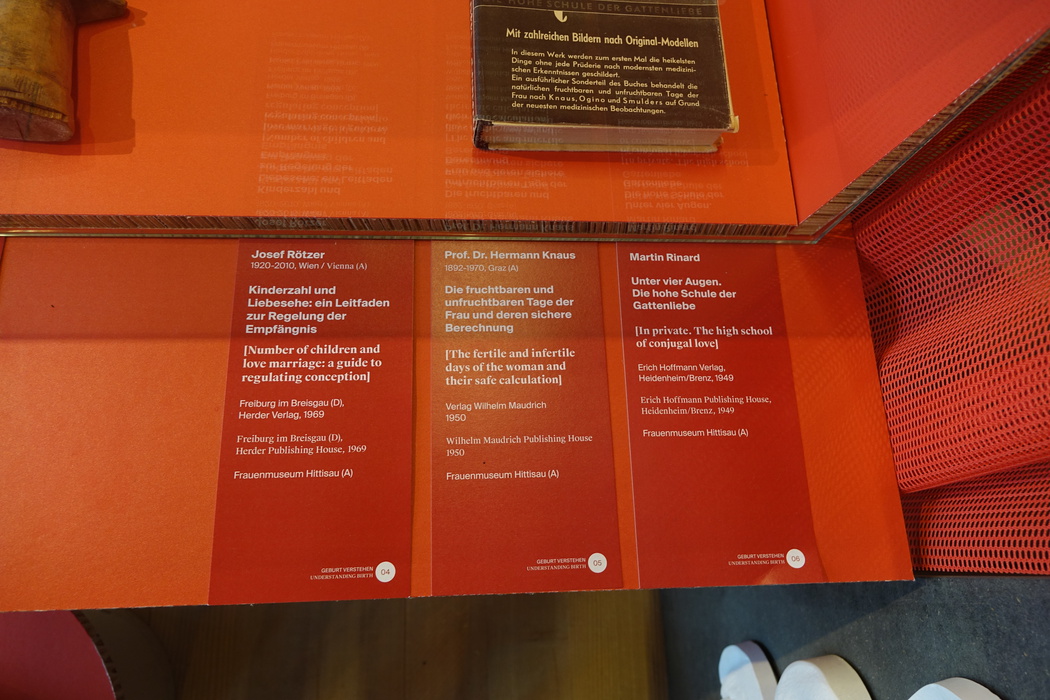 DIE HOHE SCHULE DER GATTENLIEBE
Mit zahlreichen Bildern nach Original-Modellen
In diesem Werk werden zum ersten Mal die heikelsten
Dinge ohne jede Prüderie nach modernsten medizini-
schen Erkenntnissen geschildert.
Ein ausführlicher Sonderteil des Buches behandelt die
natürlichen fruchtbaren und unfruchtbaren Tage der
Frau nach Knaus, Ogino und Smulders auf Grund
der neuesten medizinischen Beobachtungen.
Josef Rötzer
1920-2010, Wien / Vienna (A)
Kinderzahl und
Liebesehe: ein Leitfaden
zur Regelung der
Empfängnis
[Number of children and
love marriage: a guide to
regulating conception]
Freiburg im Breisgau (D),
Herder Verlag, 1969
Freiburg im Breisgau (D),
Herder Publishing House, 1969
Frauenmuseum Hittisau (A)
GEBURT VERSTEHEN
UNDERSTANDING BIRTH
04
Prof. Dr. Hermann Knaus
1892-1970, Graz (A)
Die fruchtbaren und
unfruchtbaren Tage der
Frau und deren sichere
Berechnung
[The fertile and infertile
days of the woman and
their safe calculation]
Verlag Wilhelm Maudrich
1950
Wilhelm Maudrich Publishing House
1950
Frauenmuseum Hittisau (A)
GEBURT VERSTEHEN
UNDERSTANDING BIRTH
05
Martin Rinard
Unter vier Augen.
Die hohe Schule der
Gattenliebe
[In private. The high school
of conjugal love]
Erich Hoffmann Verlag,
Heidenheim/Brenz, 1949
Erich Hoffmann Publishing House,
Heidenheim/Brenz, 1949
Frauenmuseum Hittisau (A)
GEBURT VERSTEHEN
UNDERSTANDING BIRTH
06